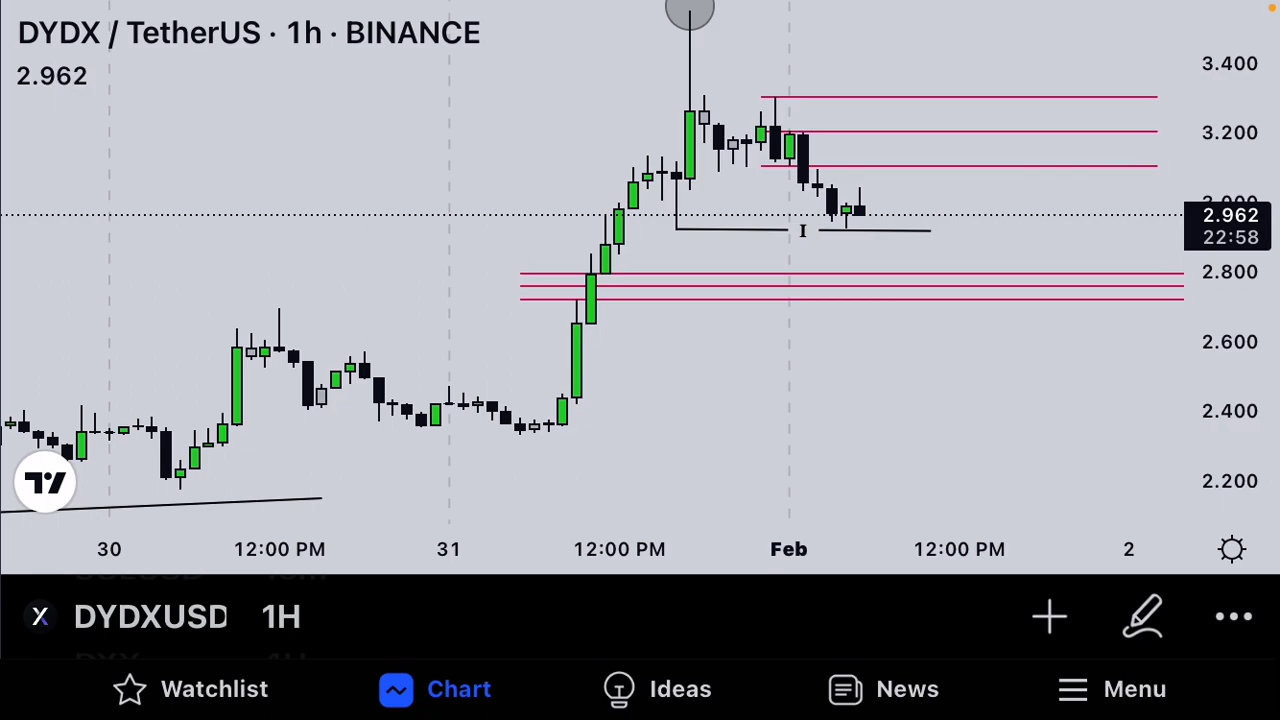 DYDX / TetherUS · 1h · BINANCE
2.962
3.400
3.200
3.000
2.962
22:58
2.800
2.600
2.400
2.200
I
30
12:00 PM
31
12:00 PM
Feb
12:00 PM
2
DYDXUSD 1H
Watchlist
Chart
Ideas
News
Menu